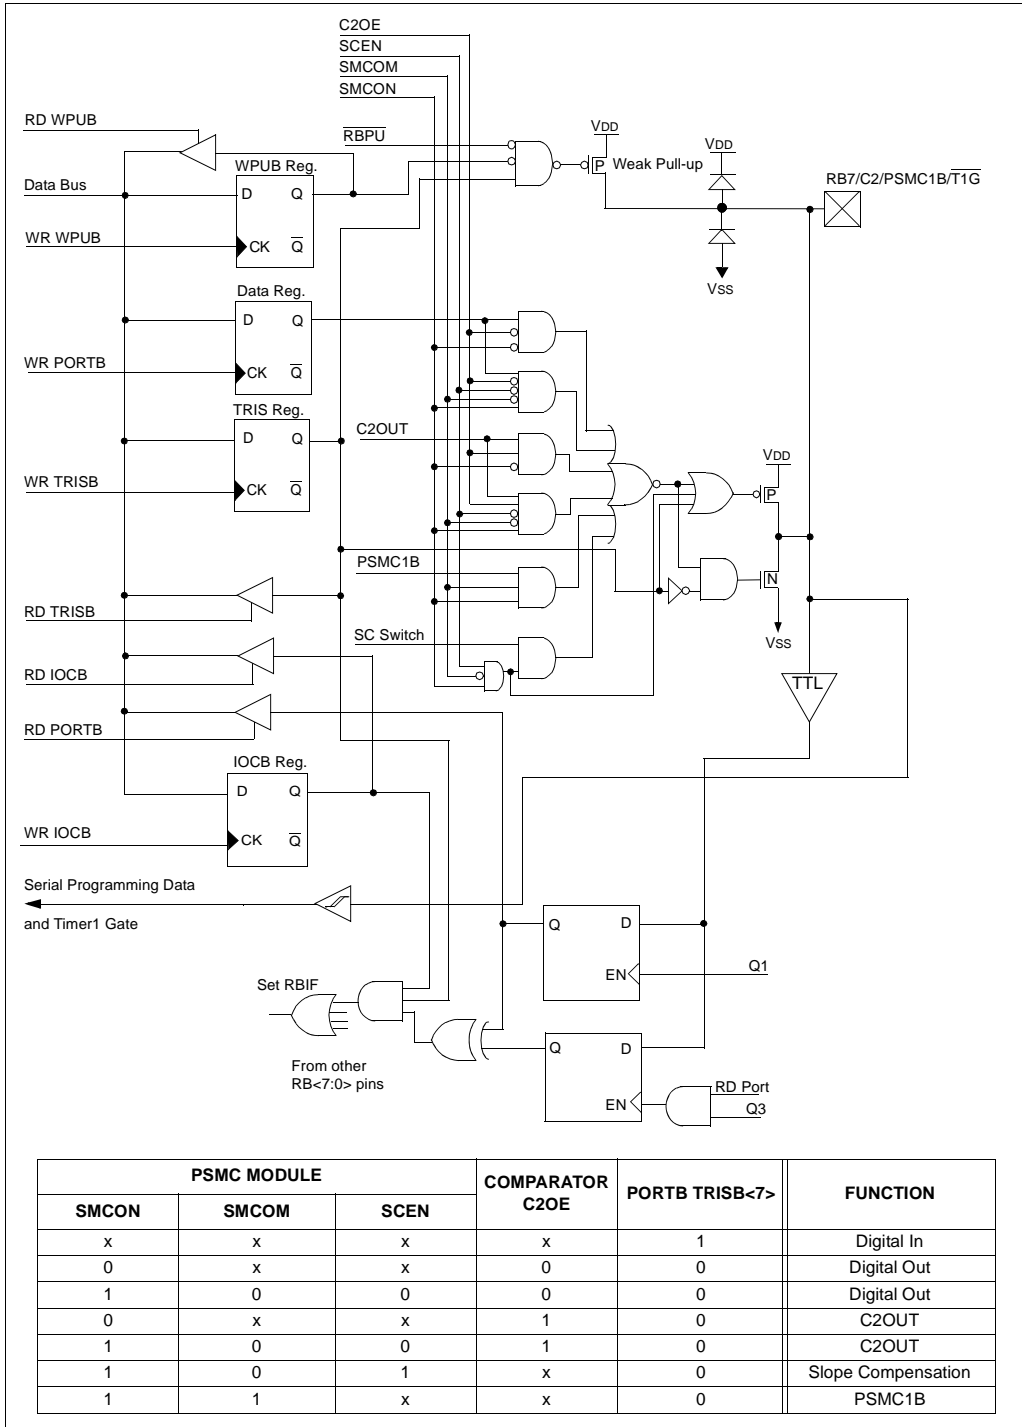 C2OE
SCEN
SMCOM
SMCON
RD WPUB
RBPU
VDD
Weak Pull-up
VDD
P
WPUB Reg.
RB7/C2/PSMC1B/T1G
Data Bus
D Q
WR WPUB
CK Q
VSS
Data Reg.
D Q
WR PORTB
CK Q
TRIS Reg.
D Q
C2OUT
VDD
WR TRISB
CK Q
P
PSMC1B
N
RD TRISB
SC Switch
VSS
RD IOCB
TTL
RD PORTB
IOCB Reg.
D Q
WR IOCB
CK Q
Serial Programming Data
and Timer1 Gate
Q D
EN
Q1
Set RBIF
Q D
From other
RB<7:0> pins
RD Port
EN
Q3
PSMC MODULE COMPARATOR C2OE PORTB TRISB<7> FUNCTION
SMCON SMCOM SCEN
x x x x 1 Digital In
0 x x 0 0 Digital Out
1 0 0 0 0 Digital Out
0 x x 1 0 C2OUT
1 0 0 1 0 C2OUT
1 0 1 x 0 Slope Compensation
1 1 x x 0 PSMC1B